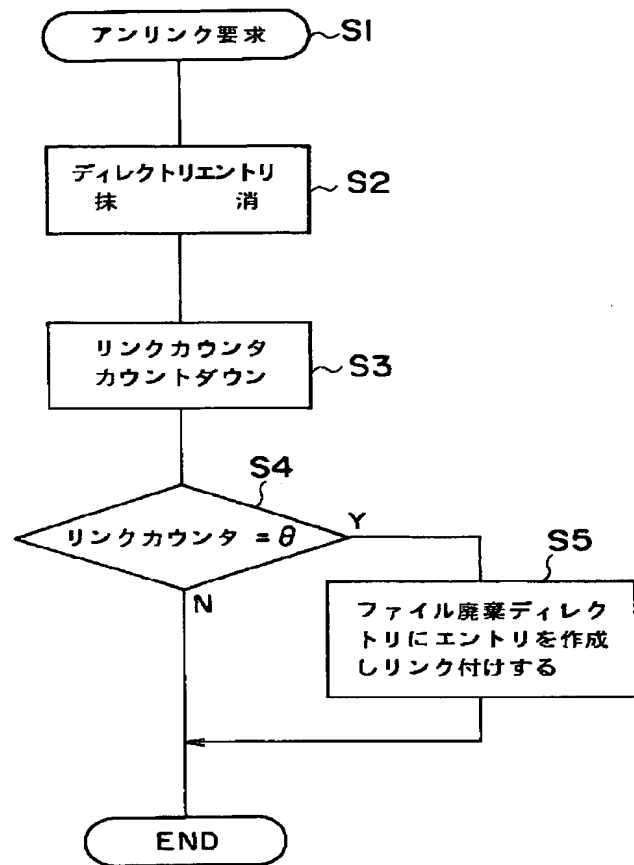 アンリンク要求
S1
ディレクトリエントリ
抹 消
S2
リンクカウンタ
カウントダウン
S3
S4
リンクカウンタ = θ
Y
N
S5
ファイル廃棄ディレク
トリにエントリを作成
しリンク付けする
END